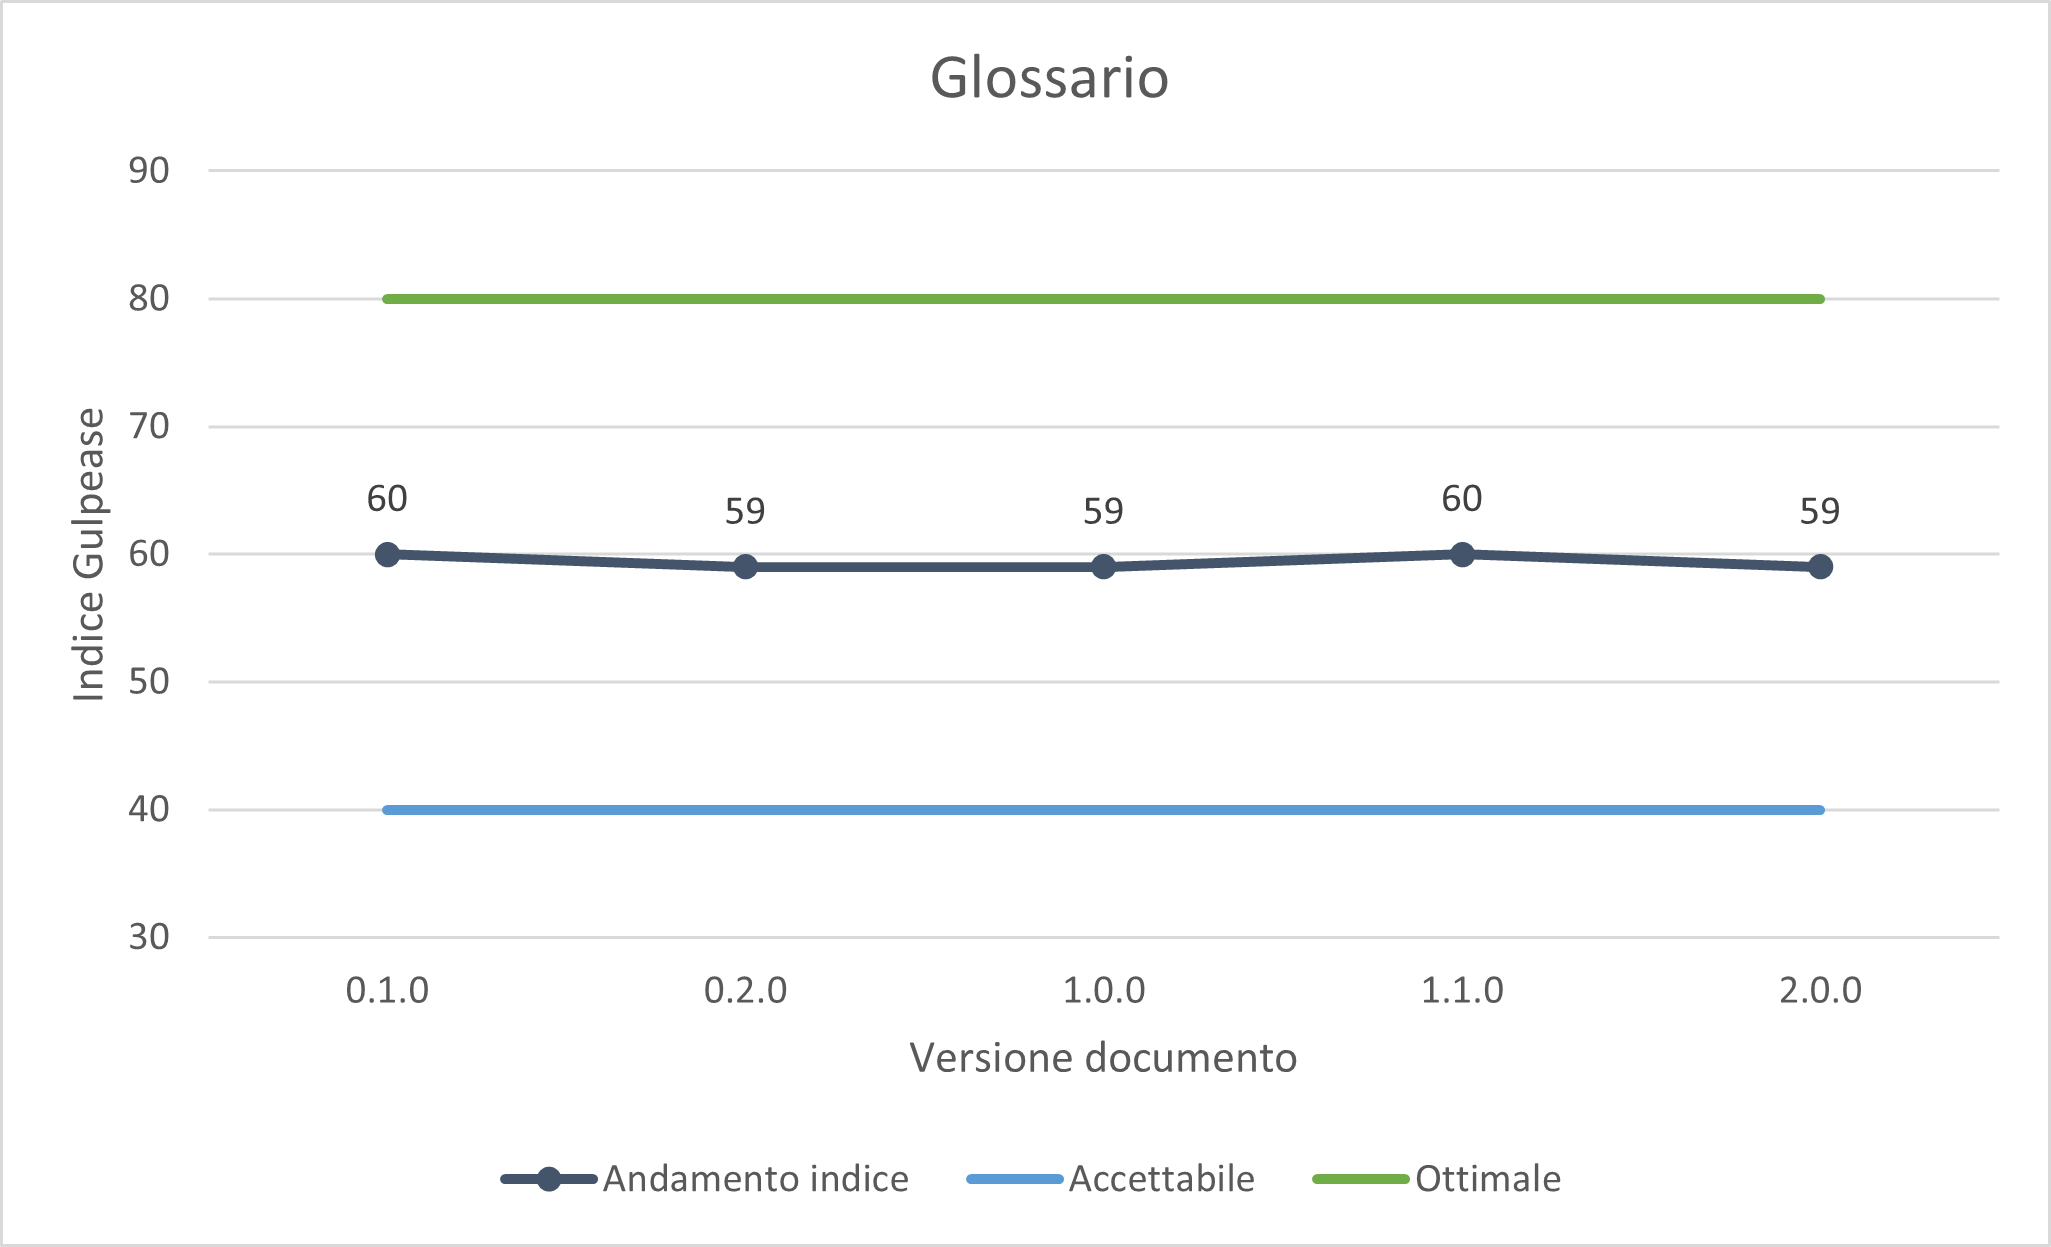 Glossario
90
80
70
60
50
40
30
Indice Gulpease
60
59
59
60
59
0.1.0
0.2.0
1.0.0
1.1.0
2.0.0
Versione documento
Andamento indice
Accettabile
Ottimale